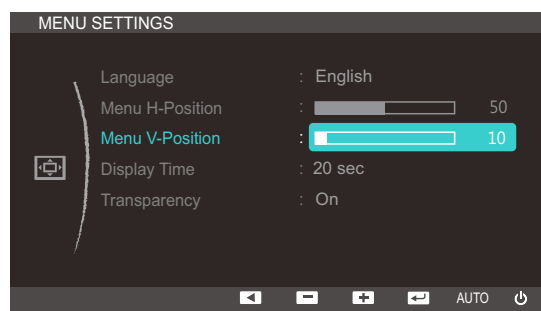 MENU SETTINGS
Language : English
Menu H-Position : 50
Menu V-Position : 10
Display Time : 20 sec
Transparency : On
AUTO